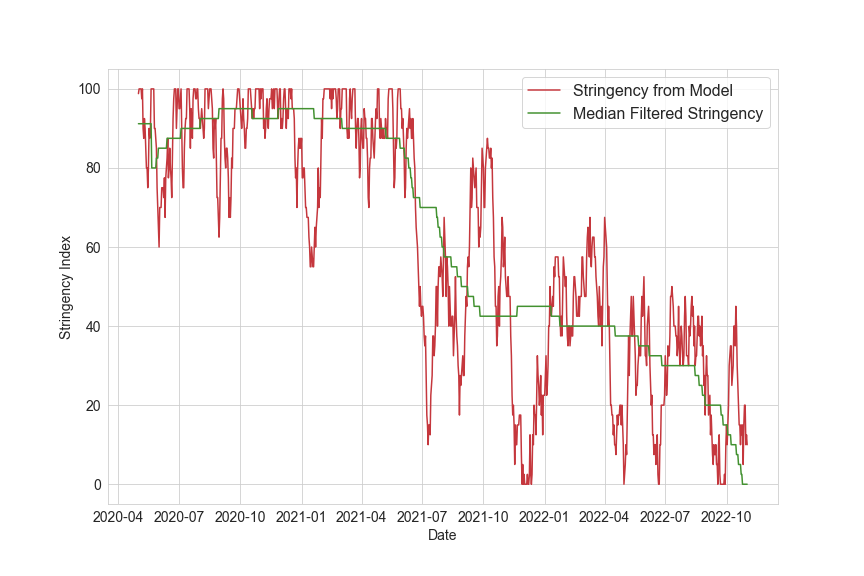 Stringency from Model
Median Filtered Stringency
Stringency Index
100
80
60
40
20
0
2020-04 2020-07 2020-10 2021-01 2021-04 2021-07 2021-10 2022-01 2022-04 2022-07 2022-10
Date